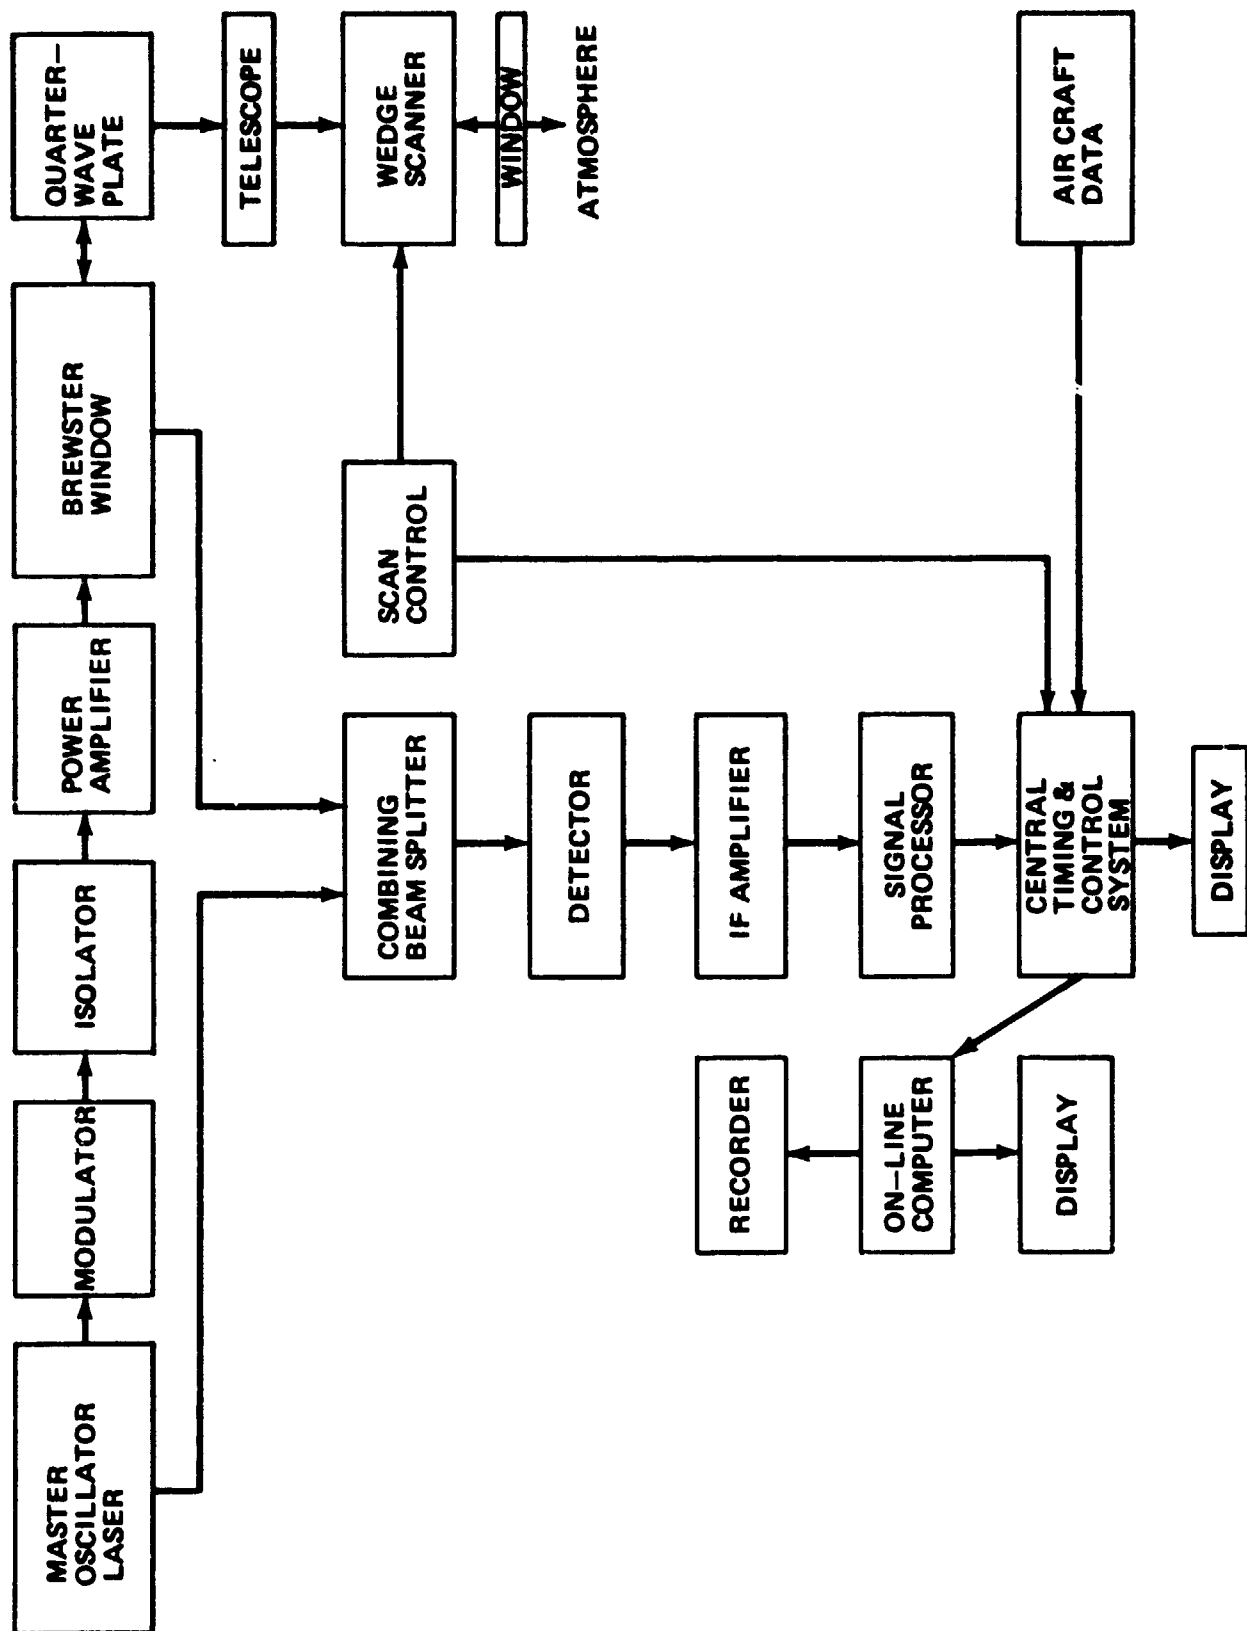 MASTER
OSCILLATOR
LASER
MODULATOR
ISOLATOR
POWER
AMPLIFIER
BREWSTER
WINDOW
QUARTER—
WAVE
PLATE
TELESCOPE
COMBINING
BEAM SPLITTER
SCAN
CONTROL
WEDGE
SCANNER
WINDOW
ATMOSPHERE
DETECTOR
RECORDER
IF AMPLIFIER
ON—LINE
COMPUTER
SIGNAL
PROCESSOR
DISPLAY
CENTRAL
TIMING &
CONTROL
SYSTEM
AIR CRAFT
DATA
DISPLAY